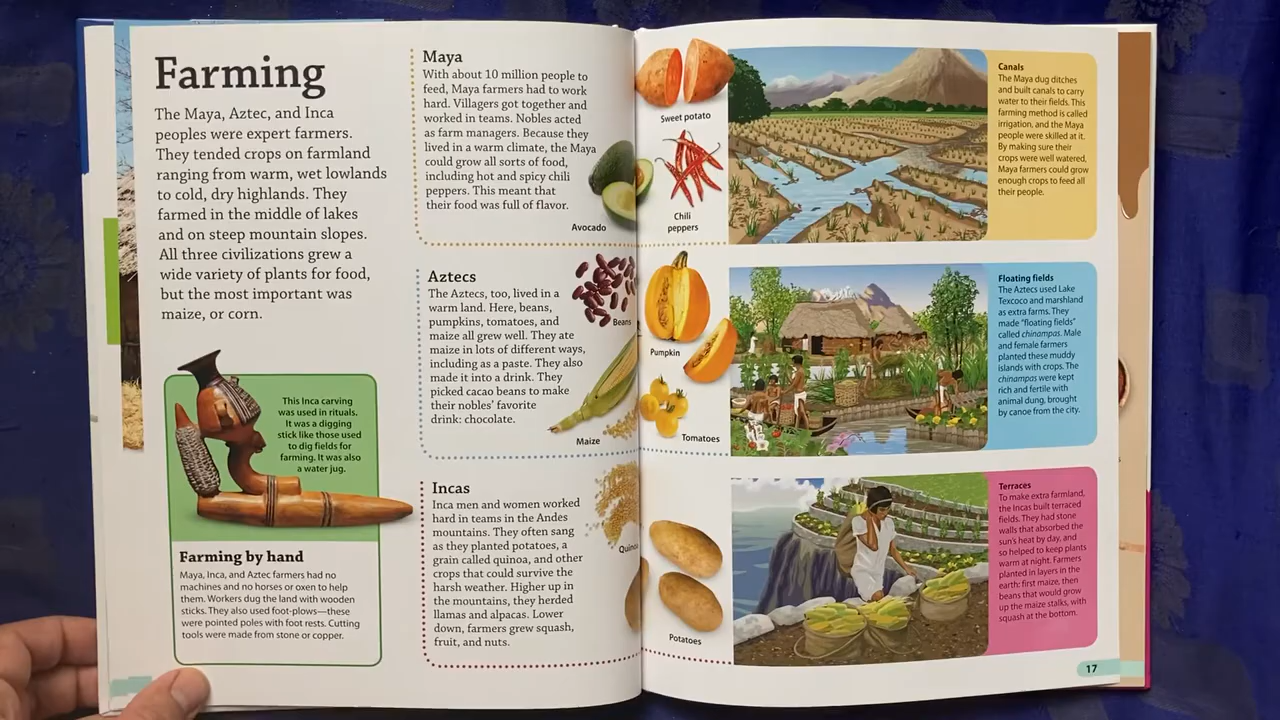 Farming
The Maya, Aztec, and Inca
peoples were expert farmers.
They tended crops on farmland
ranging from warm, wet lowlands
to cold, dry highlands. They
farmed in the middle of lakes
and on steep mountain slopes.
All three civilizations grew a
wide variety of plants for food,
but the most important was
maize, or corn.
This Inca carving
was used in rituals.
It was a digging
stick like those used
to dig fields for
farming. It was also
a water jug.
Farming by hand
Maya, Inca, and Aztec farmers had no
machines and no horses or oxen to help
them. Workers dug the land with wooden
sticks. They also used foot-plows—these
were pointed poles with foot rests. Cutting
tools were made from stone or copper.
Maya
With about 10 million people to
feed, Maya farmers had to work
hard. Villagers got together and
worked in teams. Nobles acted
as farm managers. Because they
lived in a warm climate, the Maya
could grow all sorts of food,
including hot and spicy chili
peppers. This meant that
their food was full of flavor.
Avocado
Sweet potato
Chili
peppers
Canals
The Maya dug ditches
and built canals to carry
water to their fields. This
farming method is called
irrigation, and the Maya
people were skilled at it.
By making sure their
crops were well watered,
Maya farmers could grow
enough crops to feed all
their people.
Aztecs
The Aztecs, too, lived in a
warm land. Here, beans,
pumpkins, tomatoes, and
maize all grew well. They ate
maize in lots of different ways,
including as a paste. They also
made it into a drink. They
picked cacao beans to make
their nobles' favorite
drink: chocolate.
Beans
Maize
Pumpkin
Tomatoes
Floating fields
The Aztecs used Lake
Texcoco and marshland
as extra farms. They
made "floating fields"
called chinampas. Male
and female farmers
planted these muddy
islands with crops. The
chinampas were kept
rich and fertile with
animal dung, brought
by canoe from the city.
Incas
Inca men and women worked
hard in teams in the Andes
mountains. They often sang
as they planted potatoes, a
grain called quinoa, and other
crops that could survive the
harsh weather. Higher up in
the mountains, they herded
llamas and alpacas. Lower
down, farmers grew squash,
fruit, and nuts.
Quinoa
Potatoes
Terraces
To make extra farmland,
the Incas built terraced
fields. They had stone
walls that absorbed the
sun's heat by day, and
so helped to keep plants
warm at night. Farmers
planted in layers in the
earth: first maize, then
beans that would grow
up the maize stalks, with
squash at the bottom.
17